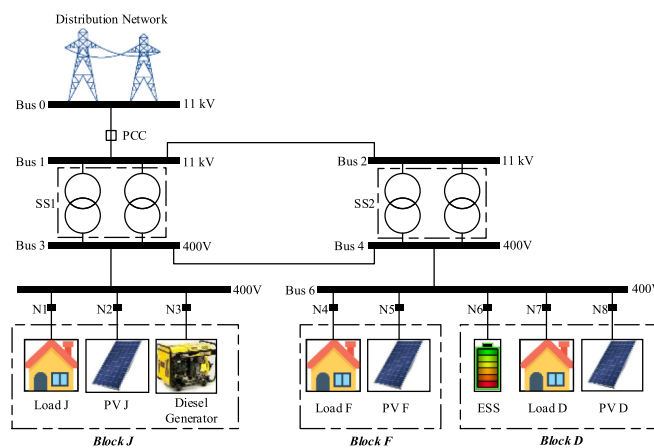 Distribution Network
Bus 0
11 kV
PCC
Bus 1
11 kV
Bus 2
11 kV
SS1
SS2
Bus 3
400V
Bus 4
400V
400V
Bus 6
400V
N1
N2
N3
N4
N5
N6
N7
N8
Load J
PV J
Diesel
Generator
Load F
PV F
ESS
Load D
PV D
Block J
Block F
Block D